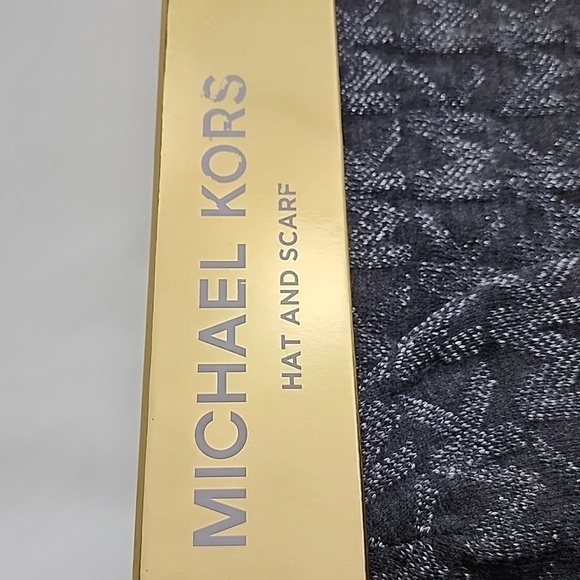 MICHAEL KORS
HAT AND SCARF